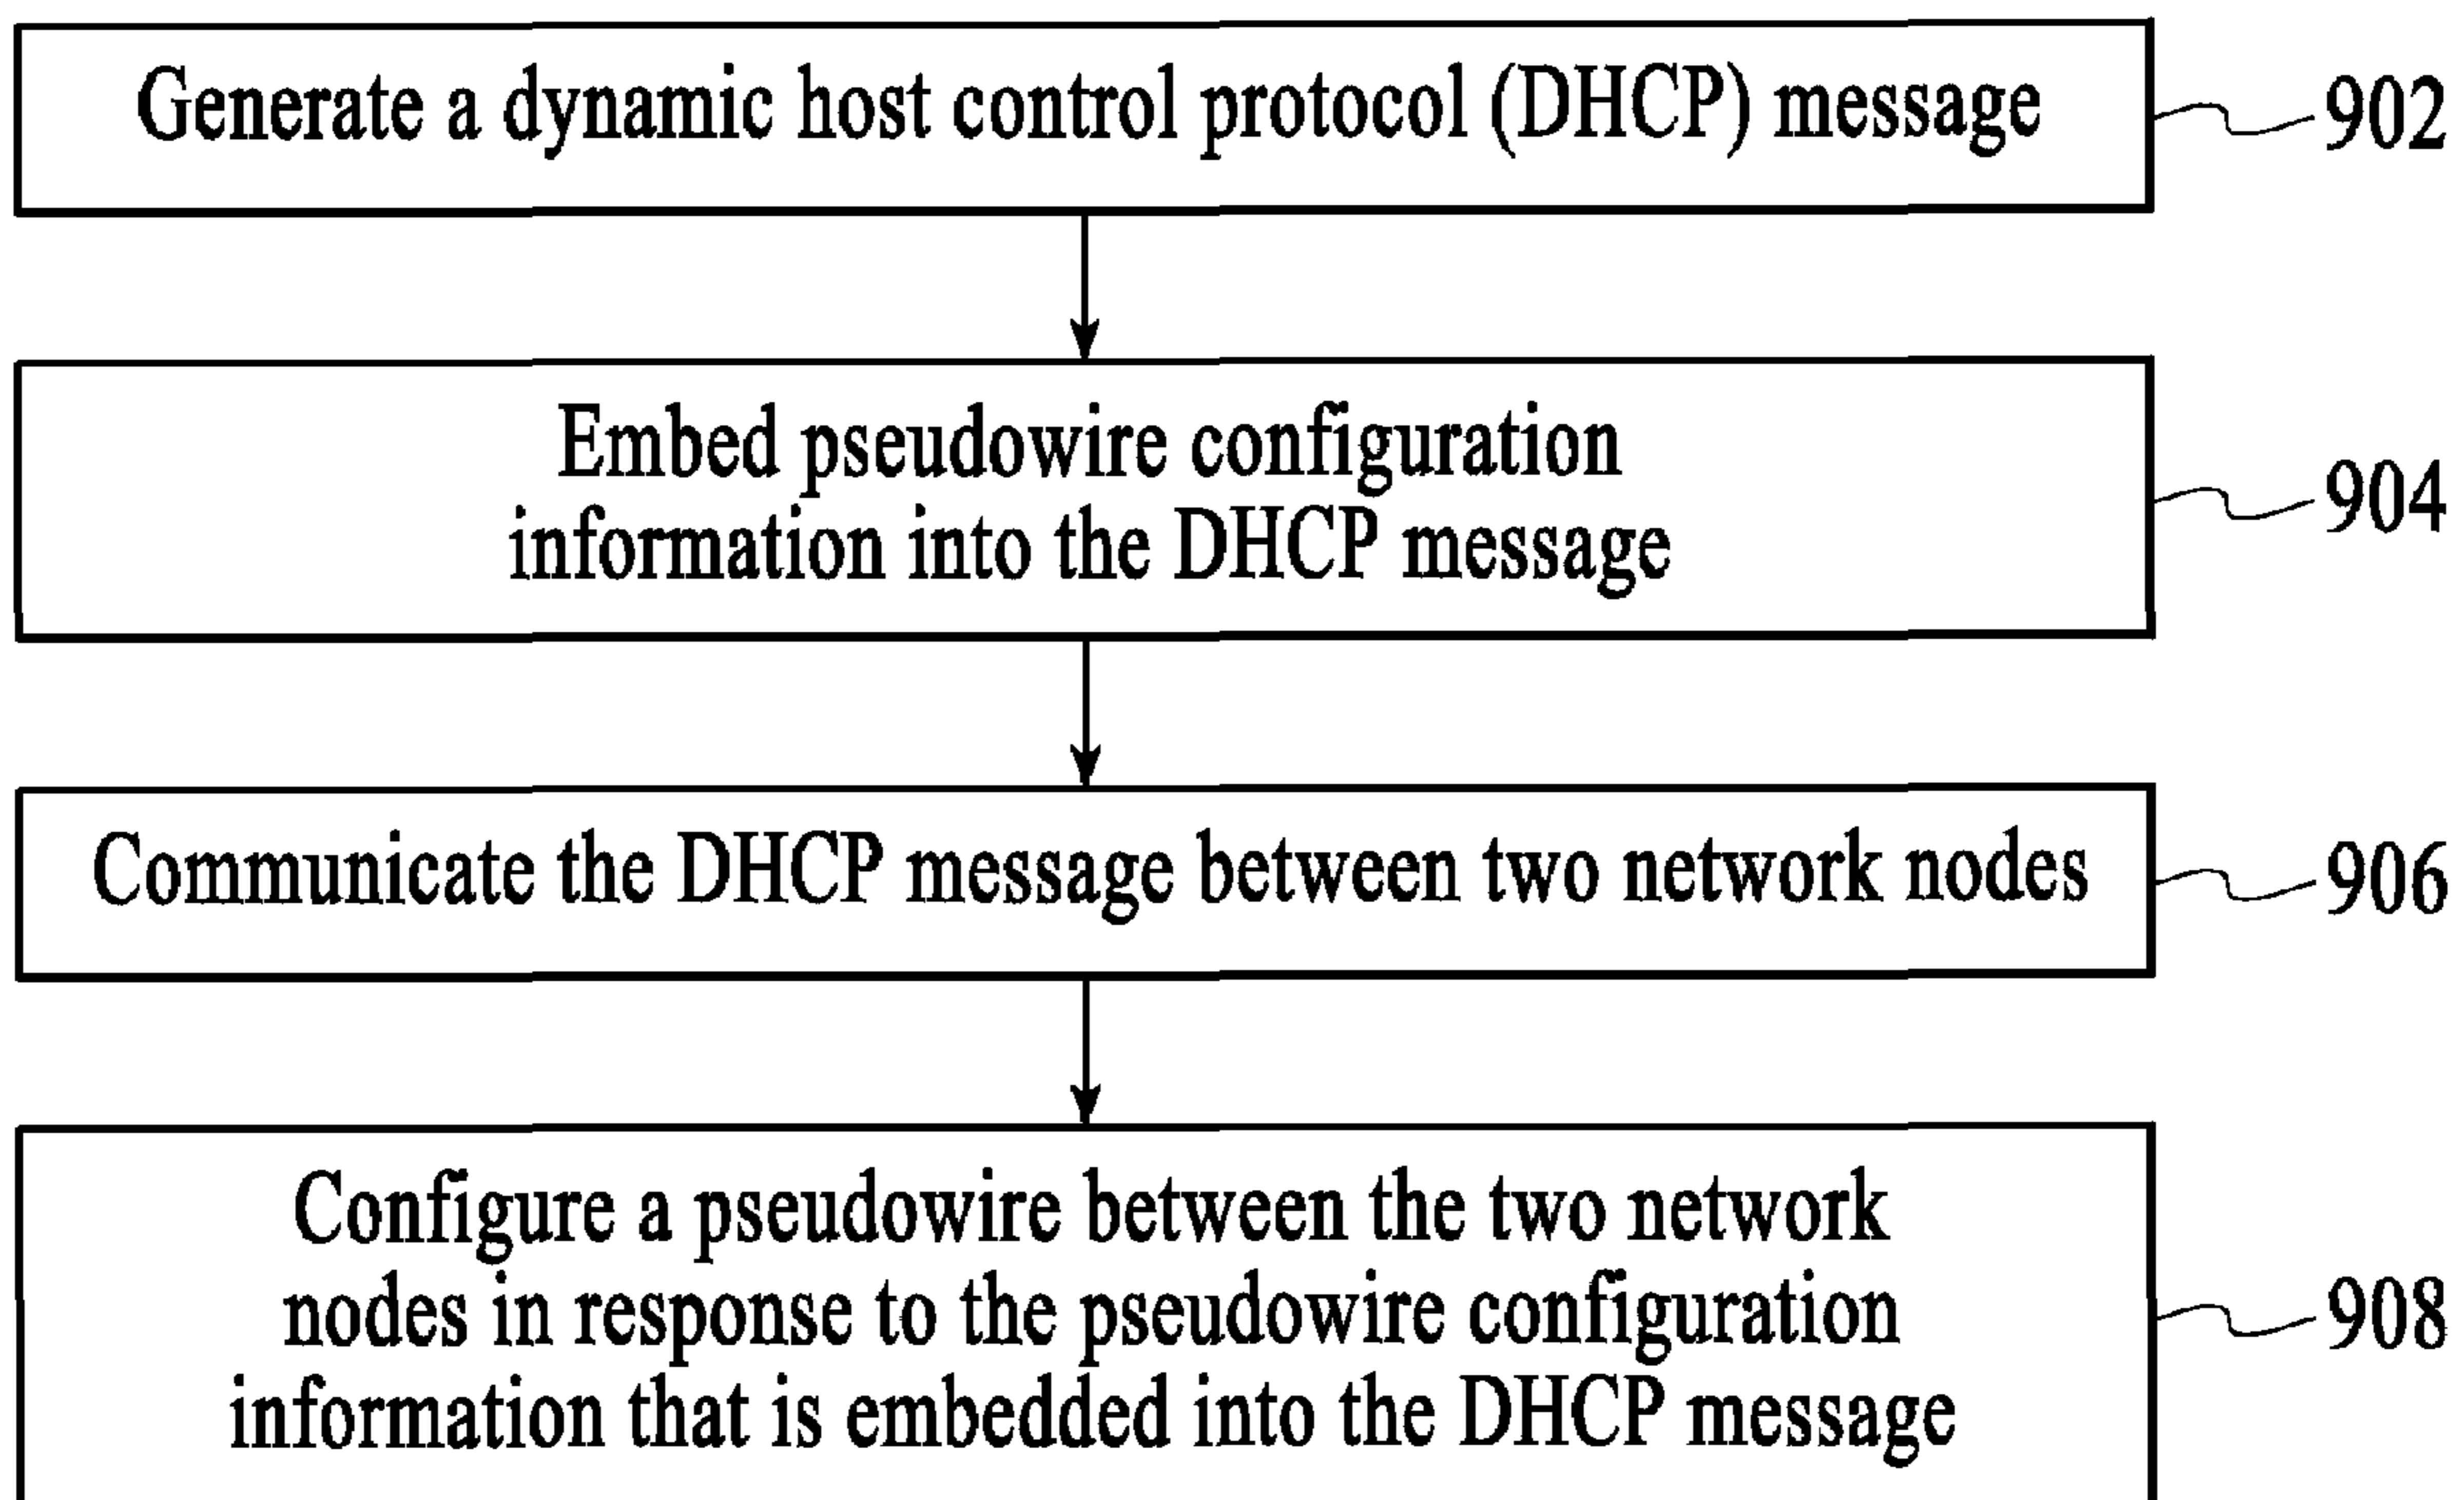 Generate a dynamic host control protocol (DHCP) message
902
Embed pseudowire configuration
information into the DHCP message
904
Communicate the DHCP message between two network nodes
906
Configure a pseudowire between the two network
nodes in response to the pseudowire configuration
information that is embedded into the DHCP message
908